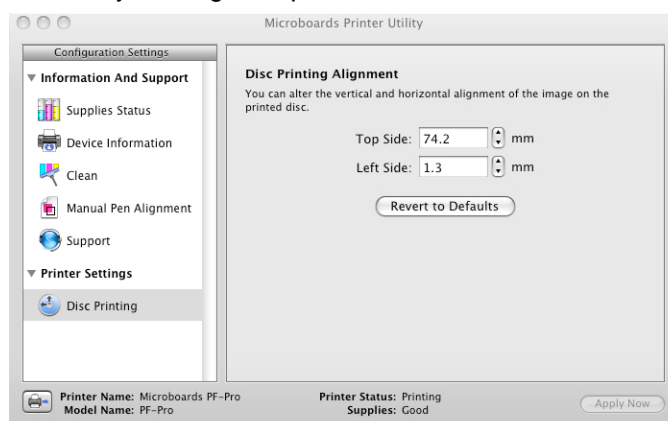 Microboards Printer Utility
Configuration Settings
Information And Support
Supplies Status
Device Information
Clean
Manual Pen Alignment
Support
Printer Settings
Disc Printing
Disc Printing Alignment
You can alter the vertical and horizontal alignment of the image on the
printed disc.
Top Side: 74.2 mm
Left Side: 1.3 mm
Revert to Defaults
Printer Name: Microboards PF-Pro
Model Name: PF-Pro
Printer Status: Printing
Supplies: Good
Apply Now